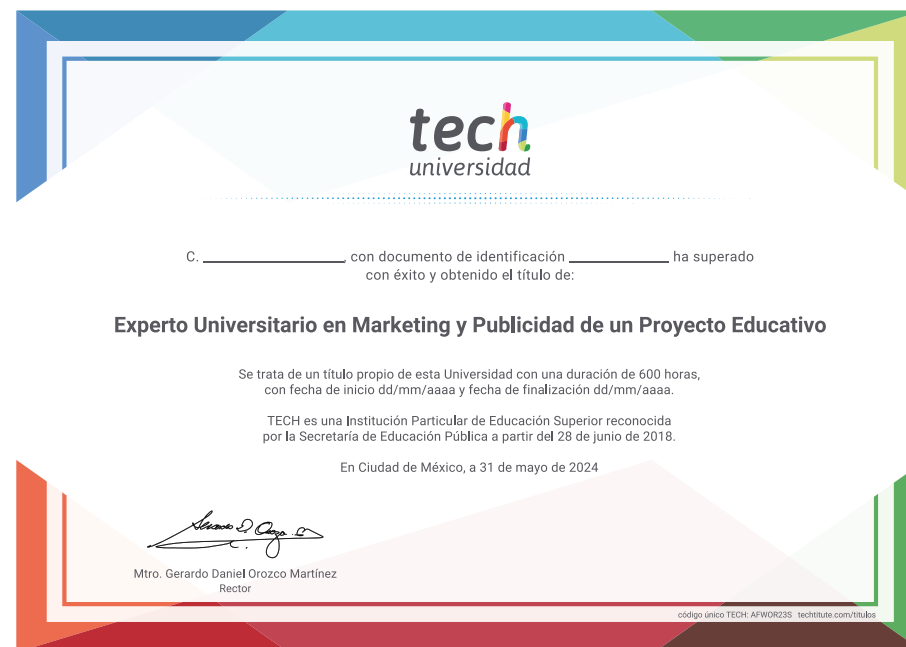 tech
universidad
C. ____________, con documento de identificación ____________ ha superado
con éxito y obtenido el título de:
Experto Universitario en Marketing y Publicidad de un Proyecto Educativo
Se trata de un título propio de esta Universidad con una duración de 600 horas,
con fecha de inicio dd/mm/aaaa y fecha de finalización dd/mm/aaaa.
TECH es una Institución Particular de Educación Superior reconocida
por la Secretaría de Educación Pública a partir del 28 de junio de 2018.
En Ciudad de México, a 31 de mayo de 2024
Mtro. Gerardo Daniel Orozco Martínez
Rector
código único TECH: AFWOR23S techtitute.com/titulos